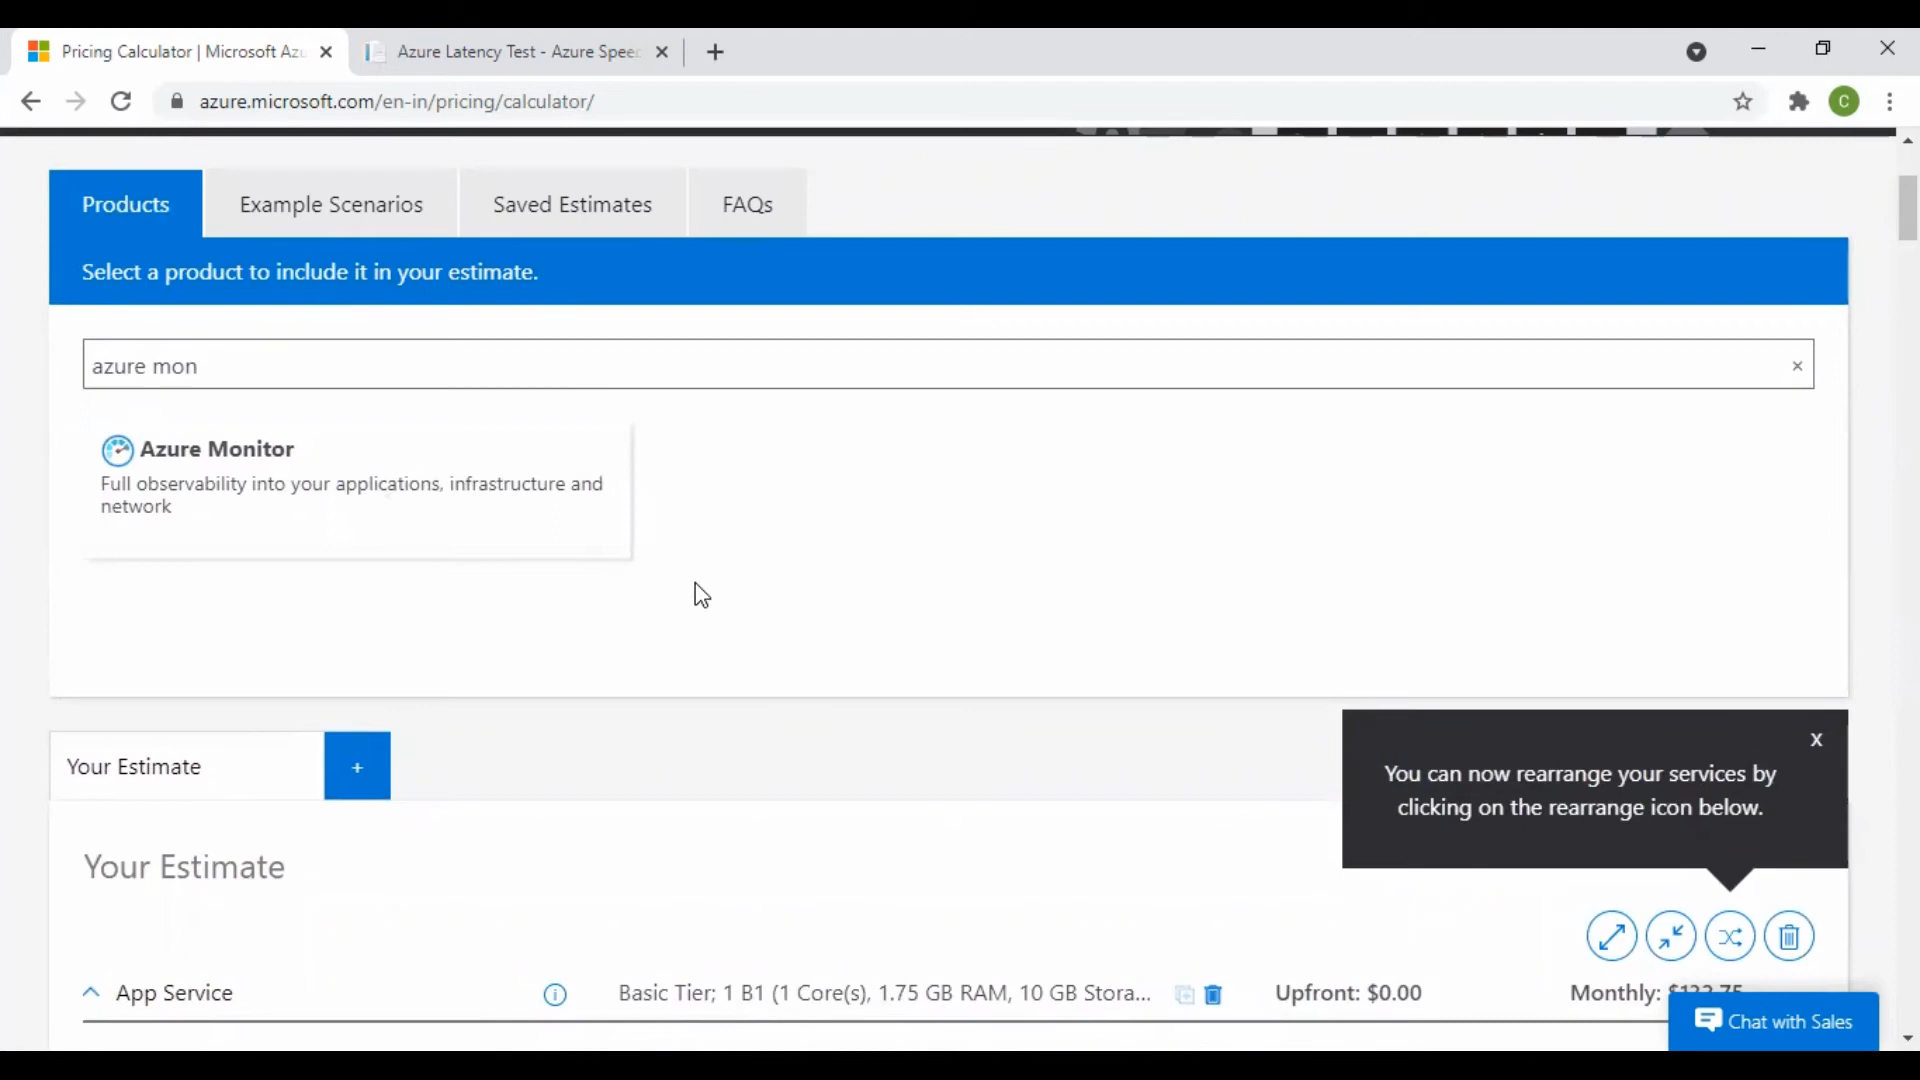 Pricing Calculator | Microsoft Azu
Azure Latency Test - Azure Spee
azure.microsoft.com/en-in/pricing/calculator/
C
Products
Example Scenarios
Saved Estimates
FAQs
Select a product to include it in your estimate.
azure mon
Azure Monitor
Full observability into your applications, infrastructure and
network
Your Estimate
+
X
You can now rearrange your services by
clicking on the rearrange icon below.
Your Estimate
App Service
Basic Tier; 1 B1 (1 Core(s), 1.75 GB RAM, 10 GB Stora...
Upfront: $0.00
Monthly:
Chat with Sales